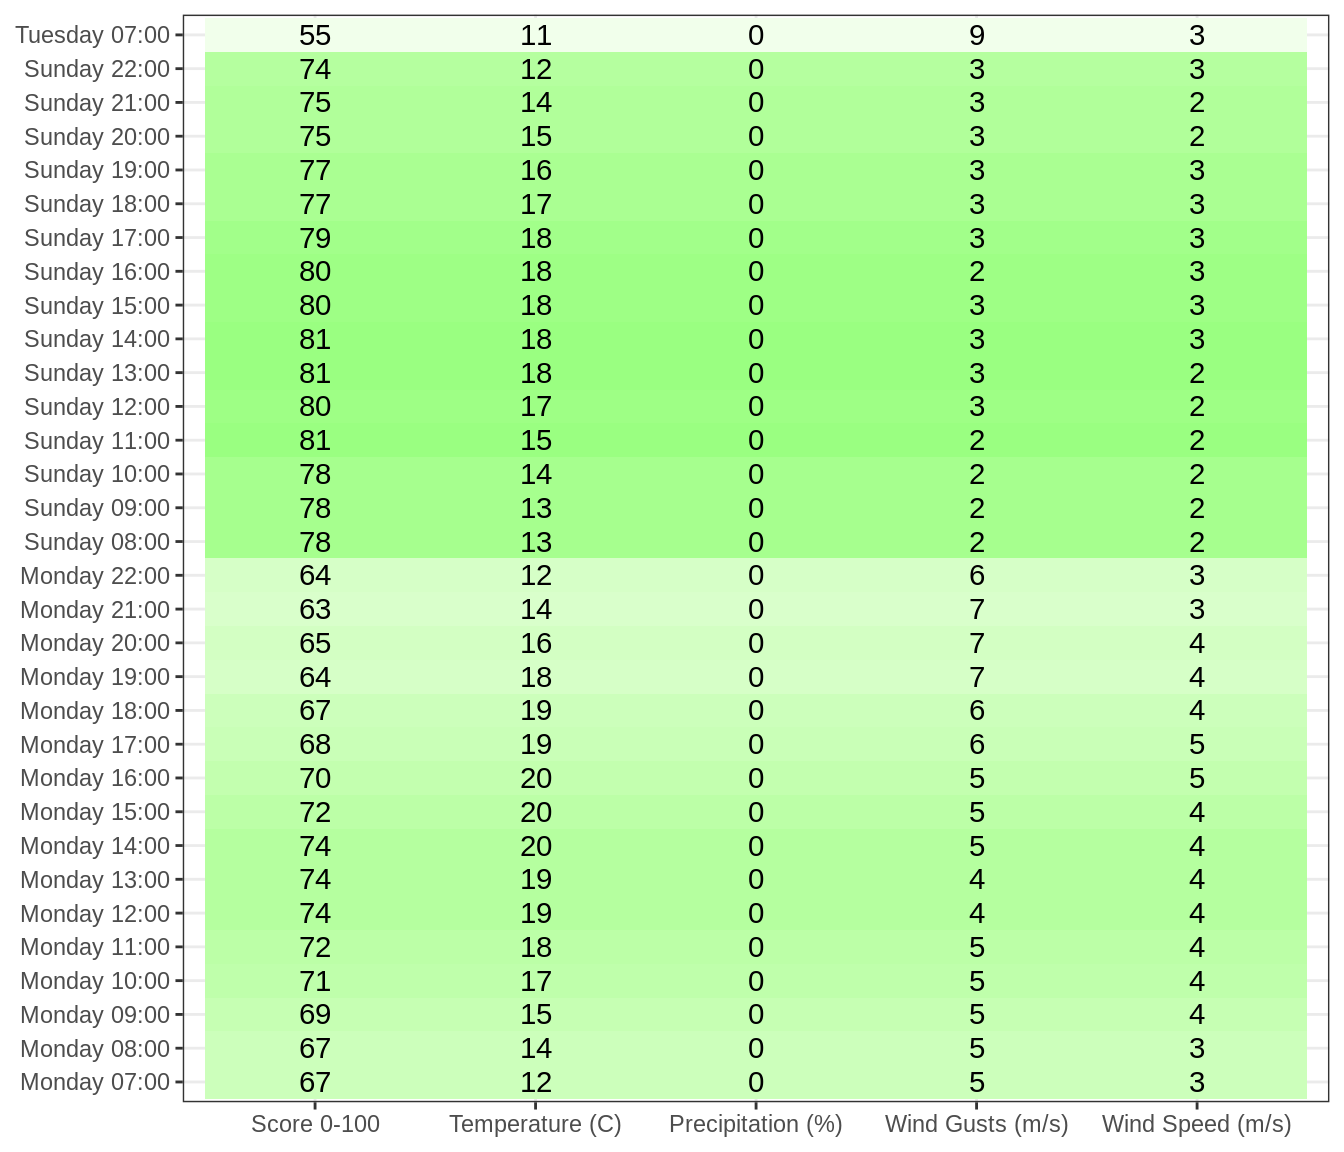 Tuesday 07:00 55 11 0 9 3
Sunday 22:00 74 12 0 3 3
Sunday 21:00 75 14 0 3 2
Sunday 20:00 75 15 0 3 2
Sunday 19:00 77 16 0 3 3
Sunday 18:00 77 17 0 3 3
Sunday 17:00 79 18 0 3 3
Sunday 16:00 80 18 0 2 3
Sunday 15:00 80 18 0 3 3
Sunday 14:00 81 18 0 3 3
Sunday 13:00 81 18 0 3 2
Sunday 12:00 80 17 0 3 2
Sunday 11:00 81 15 0 2 2
Sunday 10:00 78 14 0 2 2
Sunday 09:00 78 13 0 2 2
Sunday 08:00 78 13 0 2 2
Monday 22:00 64 12 0 6 3
Monday 21:00 63 14 0 7 3
Monday 20:00 65 16 0 7 4
Monday 19:00 64 18 0 7 4
Monday 18:00 67 19 0 6 4
Monday 17:00 68 19 0 6 5
Monday 16:00 70 20 0 5 5
Monday 15:00 72 20 0 5 4
Monday 14:00 74 20 0 5 4
Monday 13:00 74 19 0 4 4
Monday 12:00 74 19 0 4 4
Monday 11:00 72 18 0 5 4
Monday 10:00 71 17 0 5 4
Monday 09:00 69 15 0 5 4
Monday 08:00 67 14 0 5 3
Monday 07:00 67 12 0 5 3
Score 0-100 Temperature (C) Precipitation (%) Wind Gusts (m/s) Wind Speed (m/s)